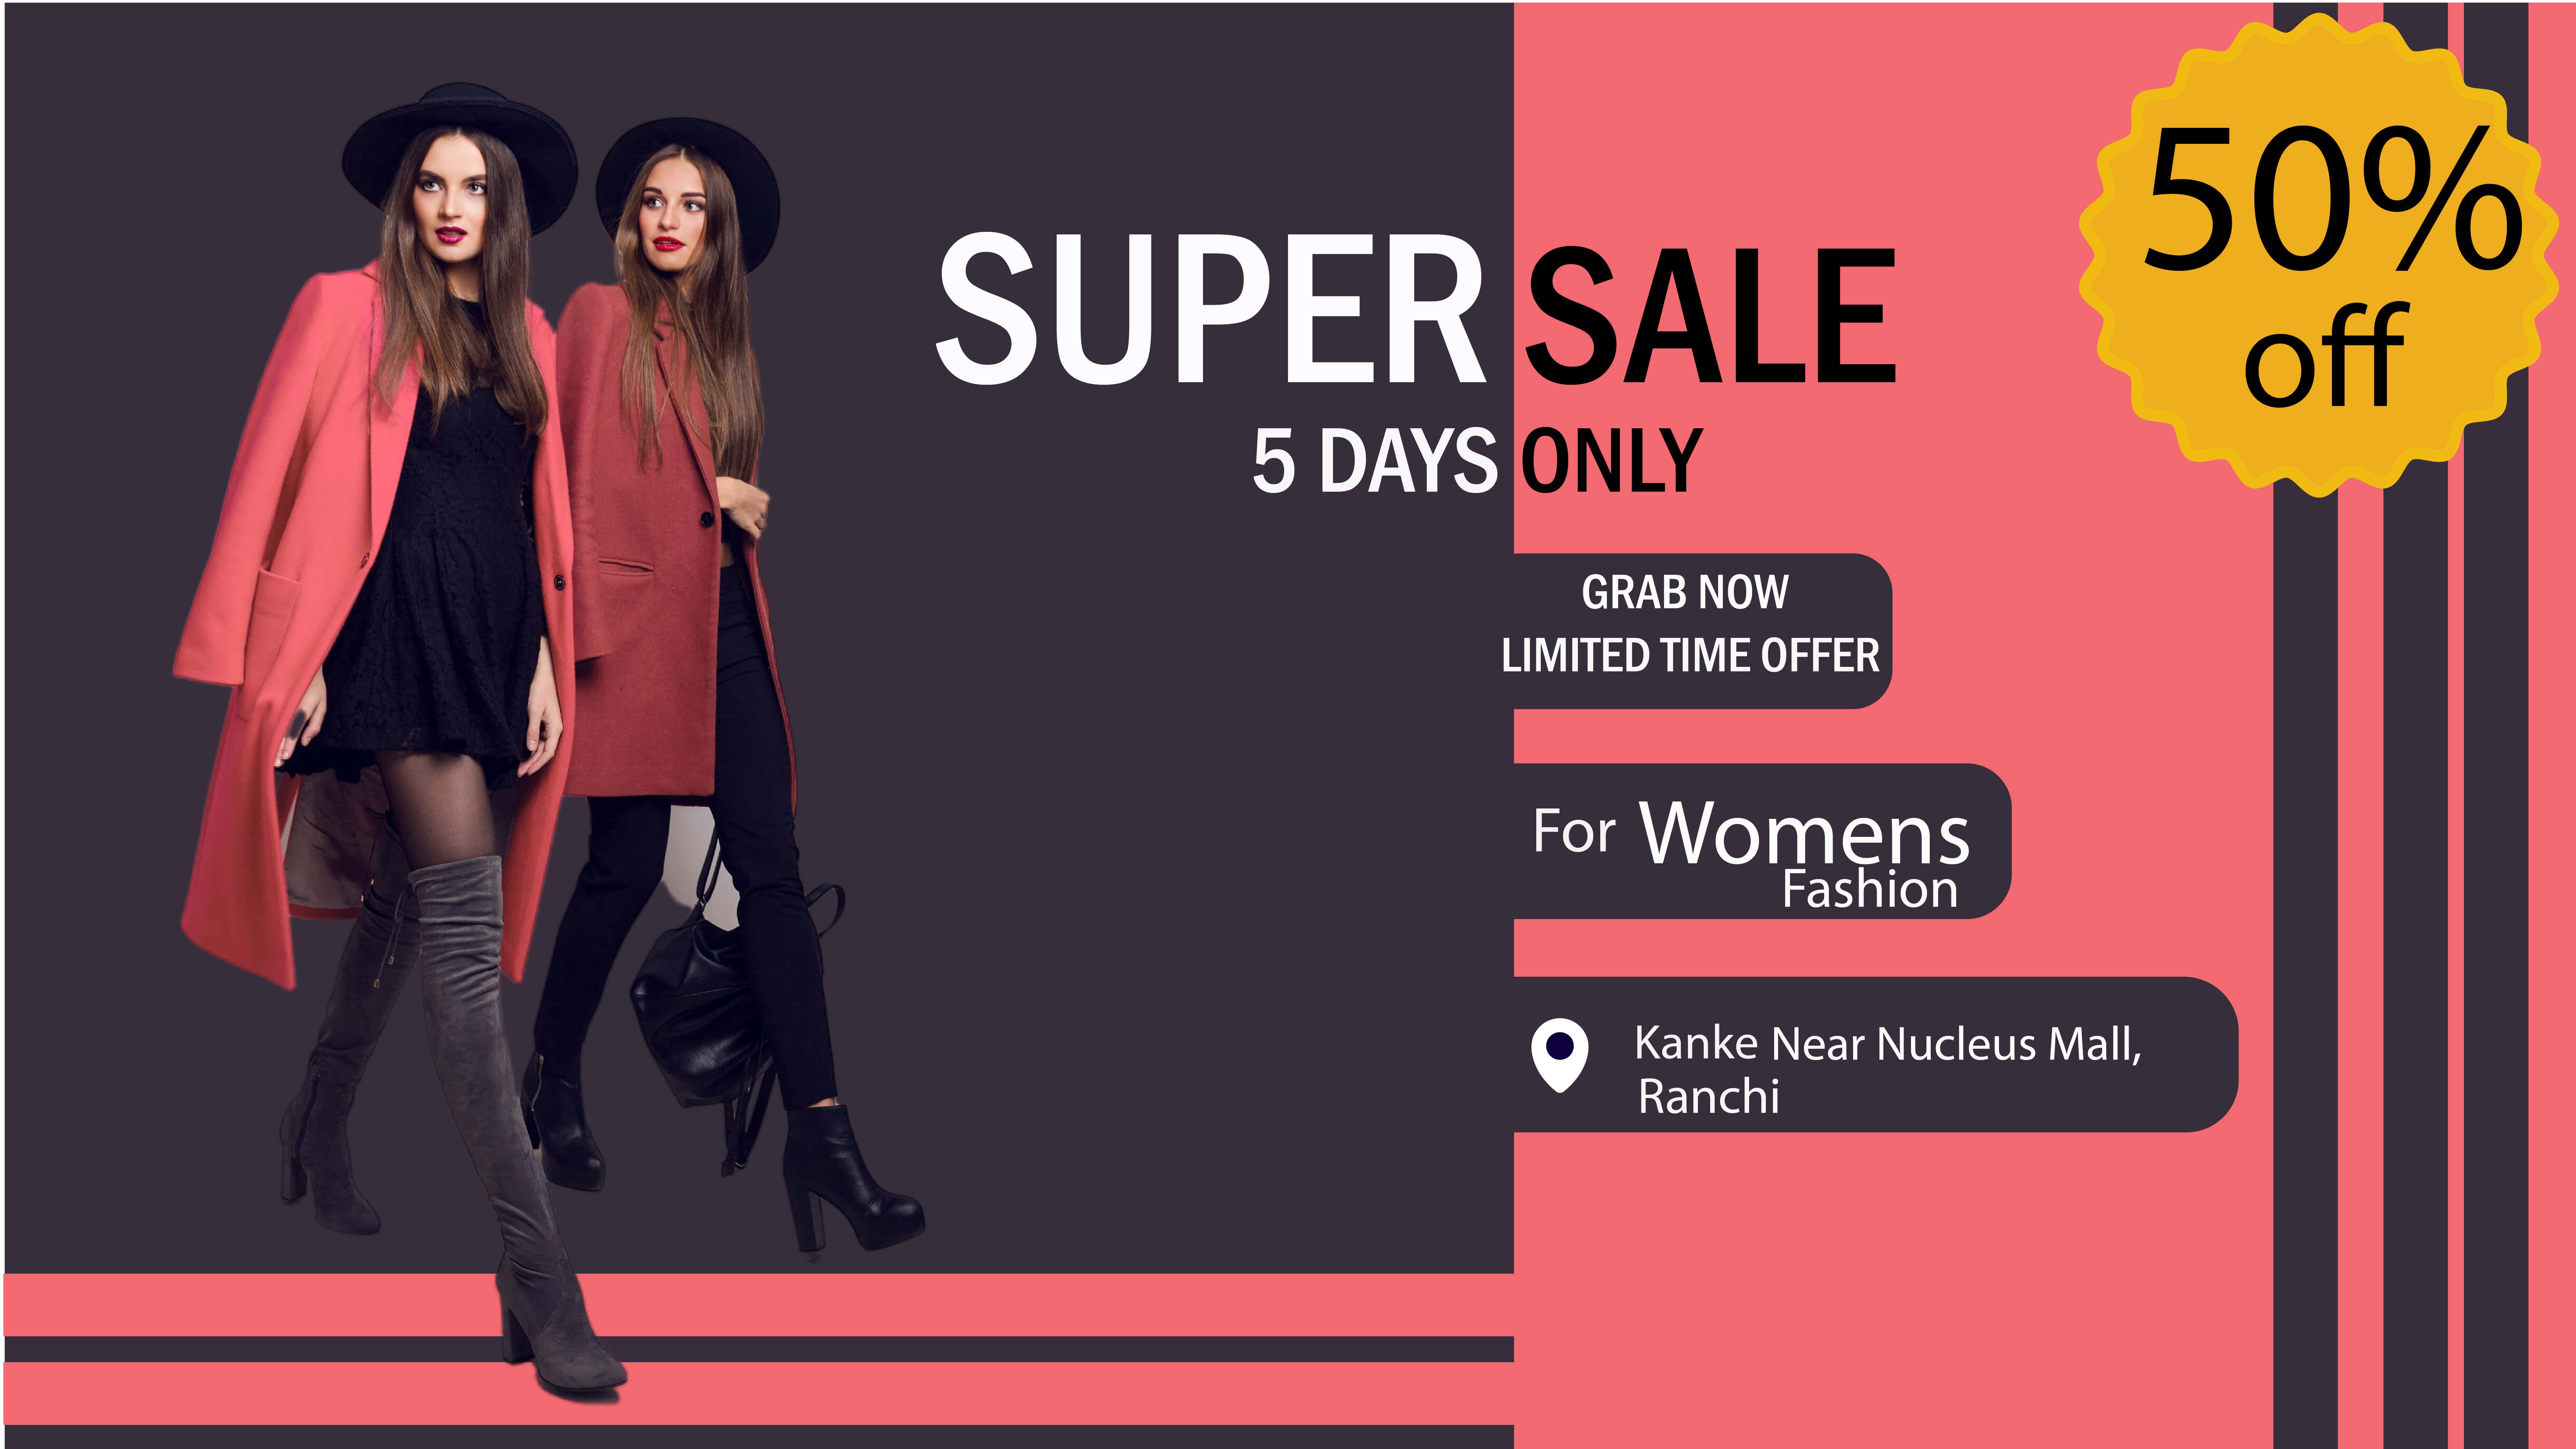 50%
off
SUPER SALE
5 DAYS ONLY
GRAB NOW
LIMITED TIME OFFER
For Womens
Fashion
Kanke Near Nucleus Mall,
Ranchi